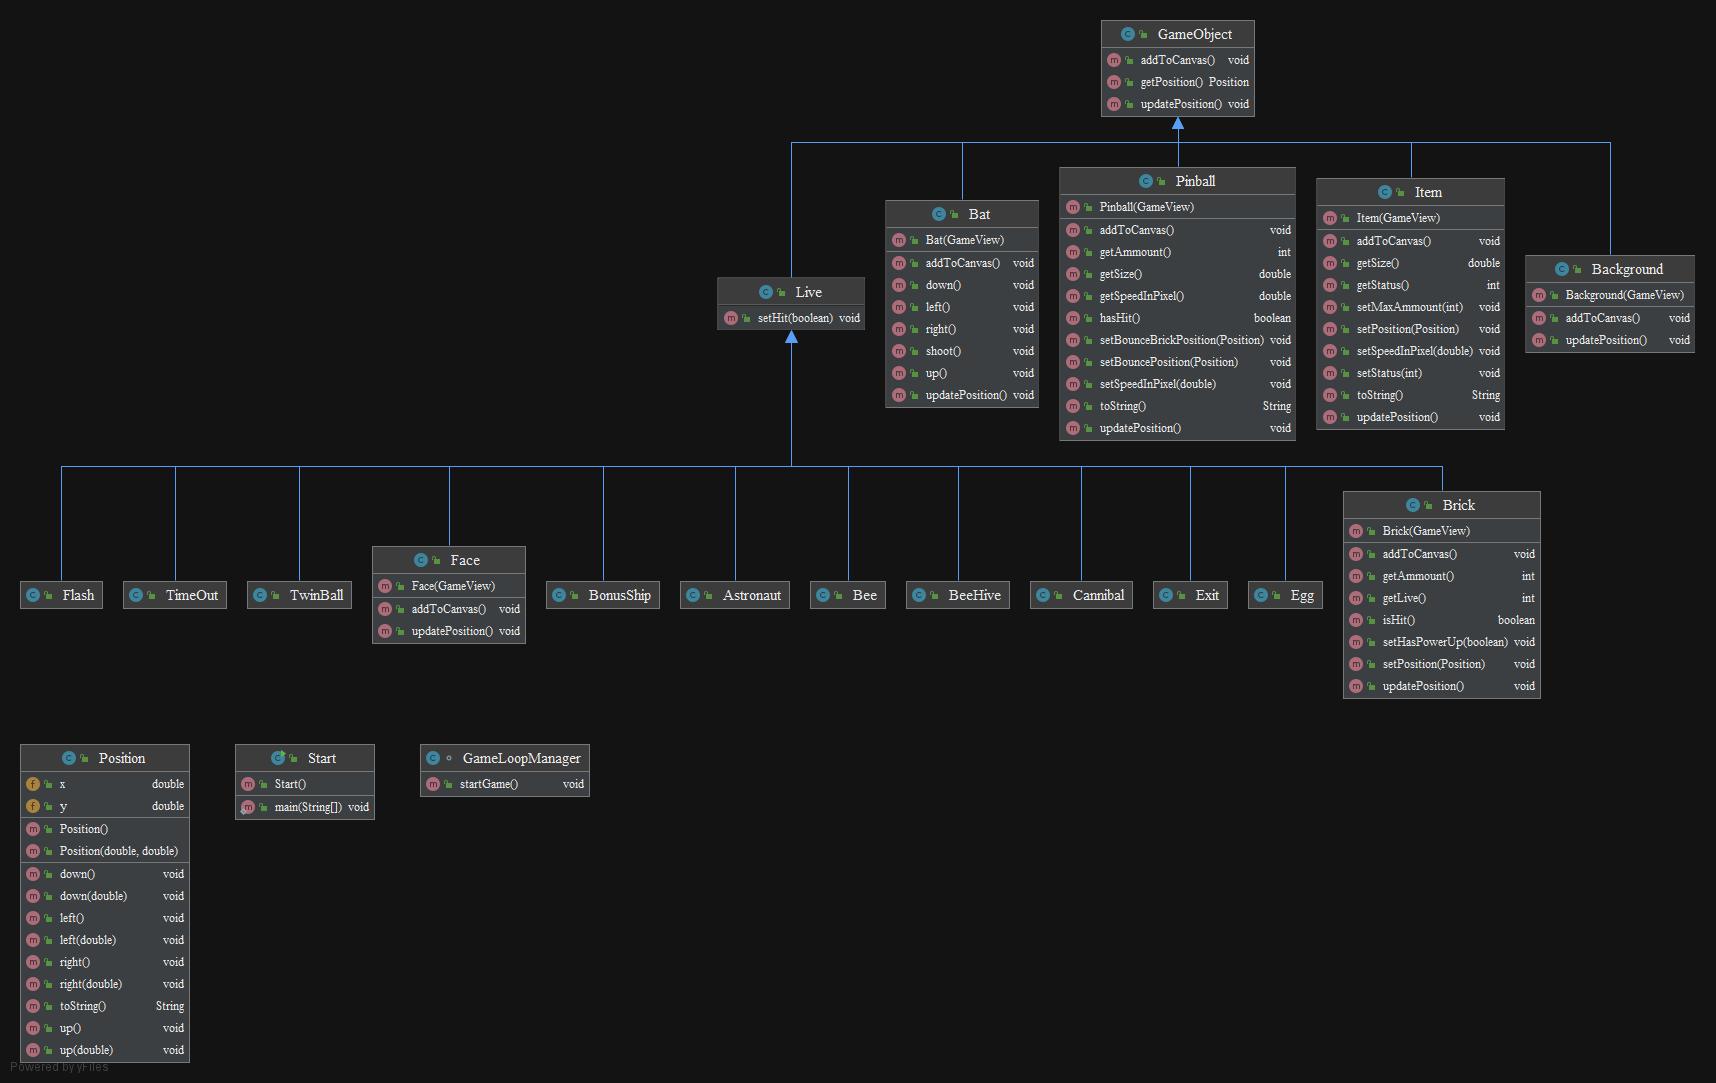 GameObject
addToCanvas() void
getPosition() Position
updatePosition() void
Live
setHit(boolean) void
Bat
Bat(GameView)
addToCanvas() void
down() void
left() void
right() void
shoot() void
up() void
updatePosition() void
Pinball
Pinball(GameView)
addToCanvas() void
getAmmount() int
getSize() double
getSpeedInPixel() double
hasHit() boolean
setBounceBrickPosition(Position) void
setBouncePosition(Position) void
setSpeedInPixel(double) void
toString() String
updatePosition() void
Item
Item(GameView)
addToCanvas() void
getSize() double
getStatus() int
setMaxAmmount(int) void
setPosition(Position) void
setSpeedInPixel(double) void
setStatus(int) void
toString() String
updatePosition() void
Background
Background(GameView)
addToCanvas() void
updatePosition() void
Flash
TimeOut
TwinBall
Face
Face(GameView)
addToCanvas() void
updatePosition() void
BonusShip
Astronaut
Bee
BeeHive
Cannibal
Exit
Egg
Brick
Brick(GameView)
addToCanvas() void
getAmmount() int
getLive() int
isHit() boolean
setHasPowerUp(boolean) void
setPosition(Position) void
updatePosition() void
Position
x double
y double
Position()
Position(double, double)
down() void
down(double) void
left() void
left(double) void
right() void
right(double) void
toString() String
up() void
up(double) void
Start
Start()
main(String[]) void
GameLoopManager
startGame() void
Powered by yFiles